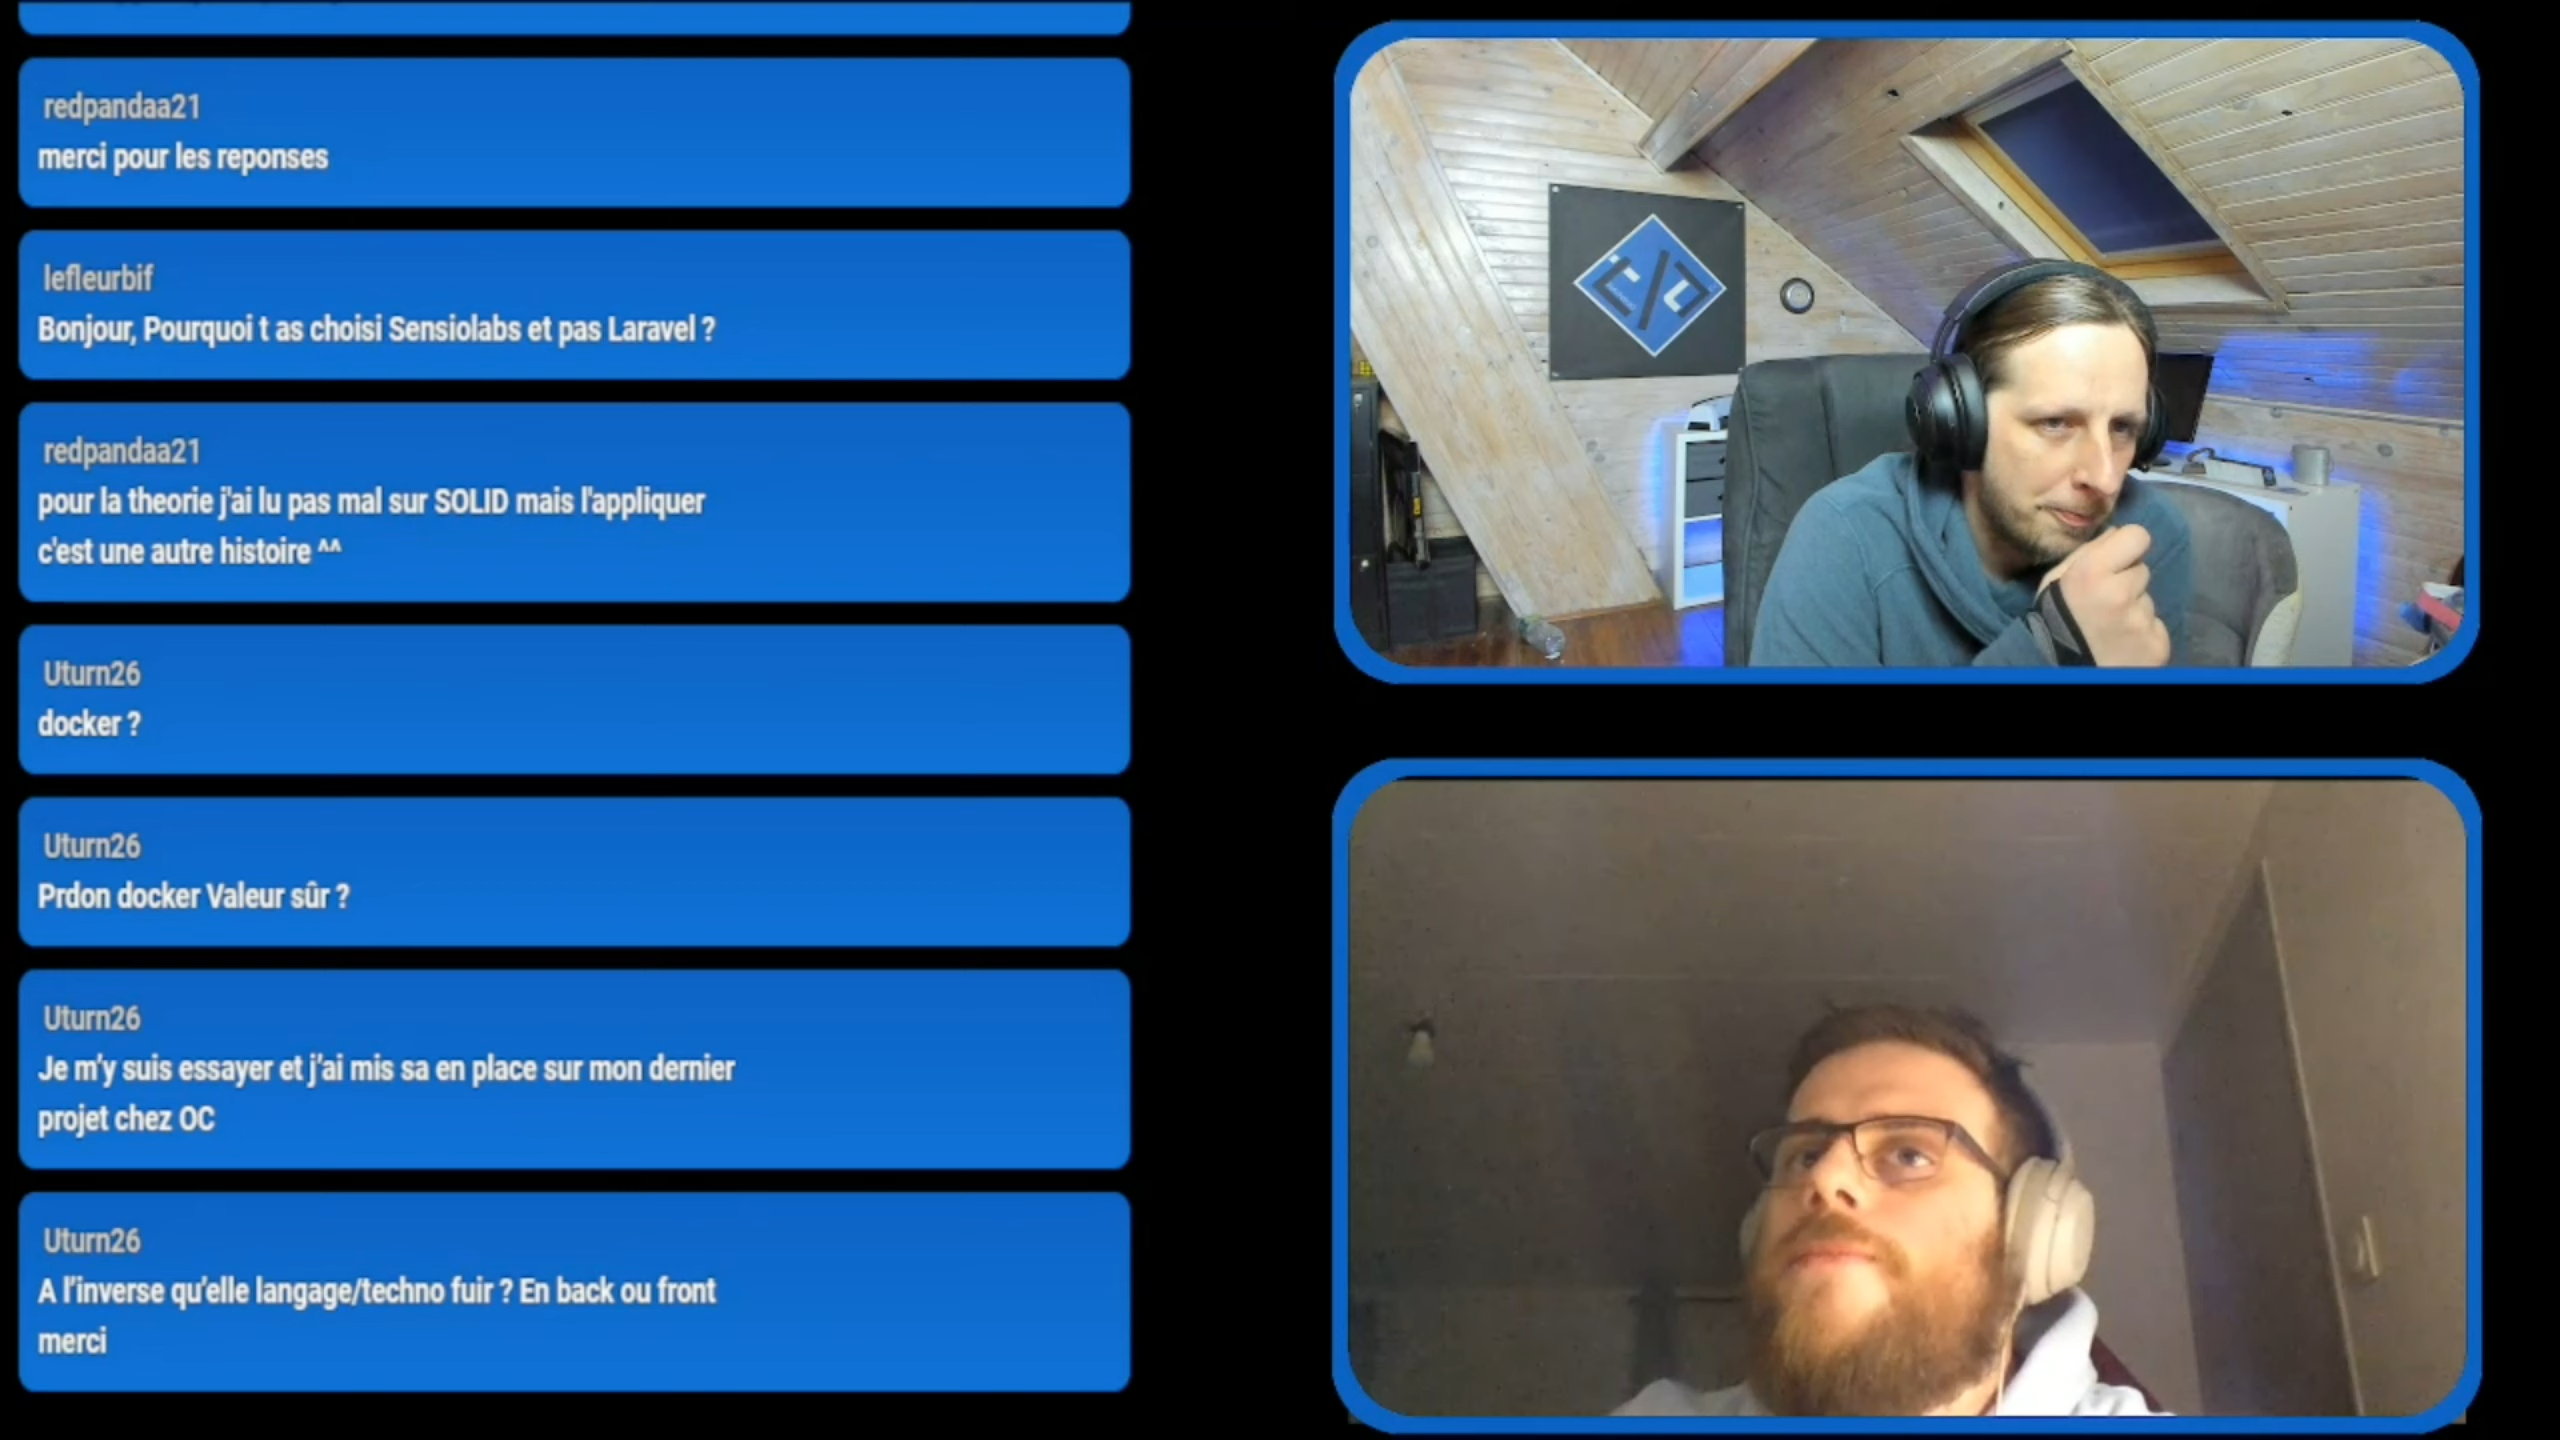 redpandaa21
merci pour les reponses
lefleurbif
Bonjour, Pourquoi t as choisi Sensiolabs et pas Laravel ?
redpandaa21
pour la theorie j'ai lu pas mal sur SOLID mais l'appliquer
c'est une autre histoire ^^
Uturn26
docker ?
Uturn26
Prdon docker Valeur sûr ?
Uturn26
Je m'y suis essayer et j'ai mis sa en place sur mon dernier
projet chez OC
Uturn26
A l'inverse qu'elle langage/techno fuir ? En back ou front
merci